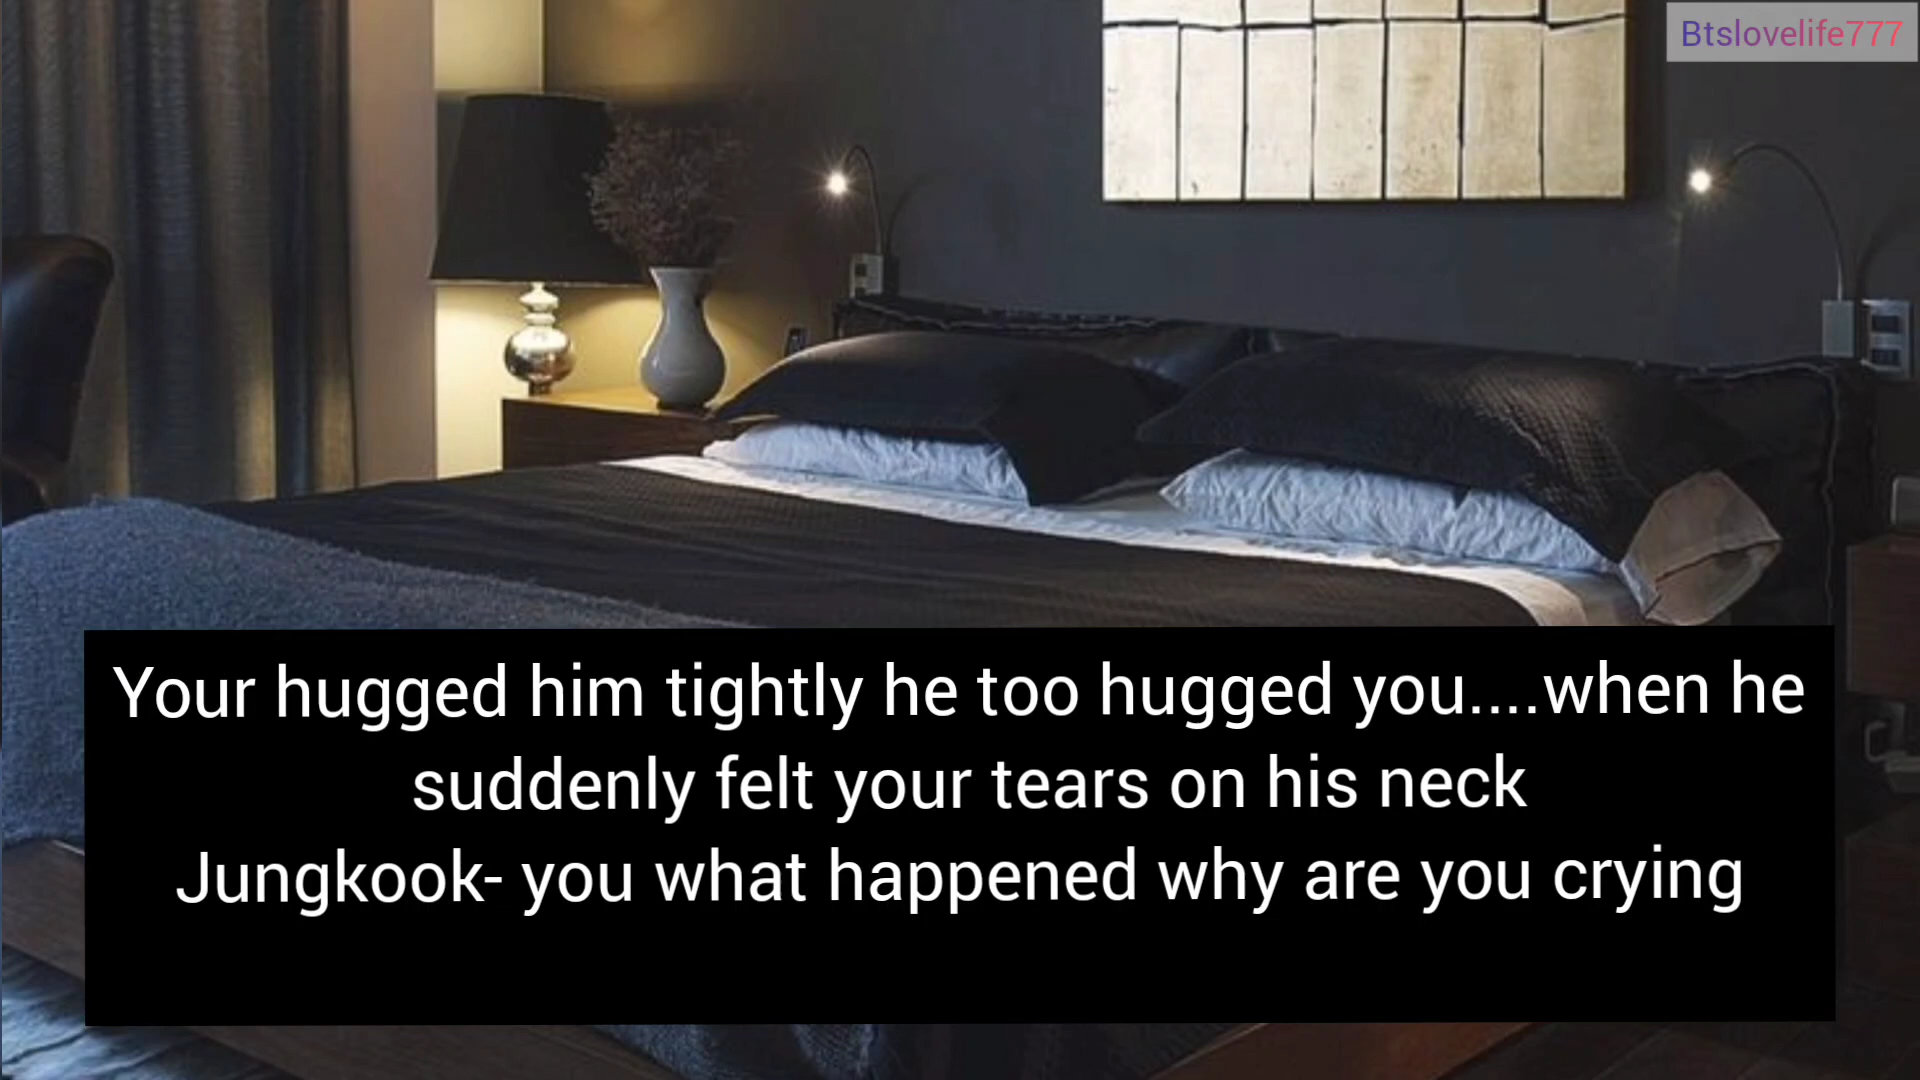 Btslovelife777
Your hugged him tightly he too hugged you....when he
suddenly felt your tears on his neck
Jungkook- you what happened why are you crying